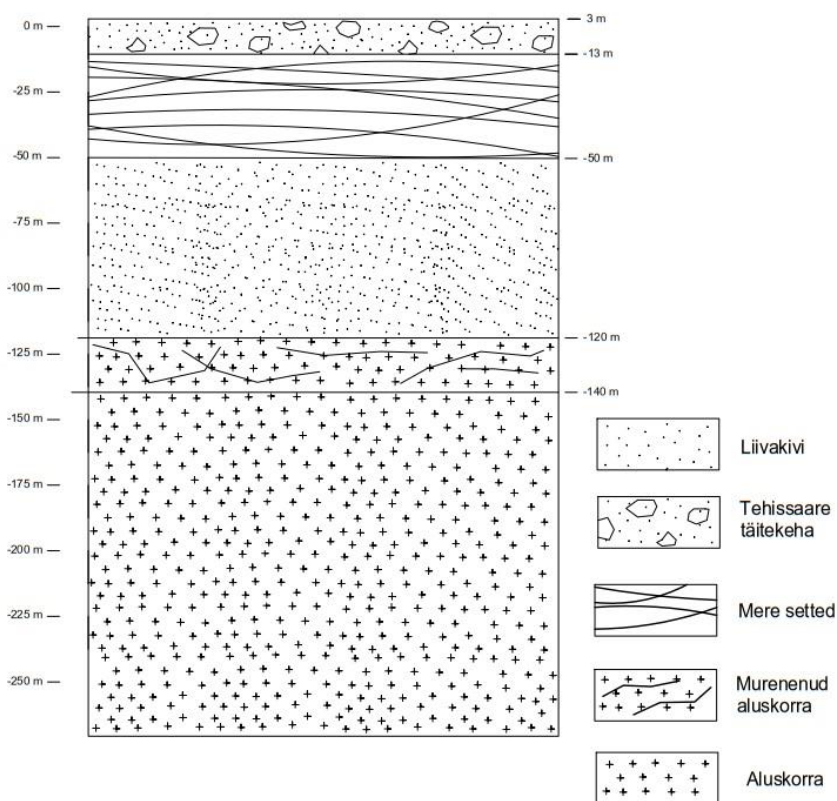 0 m
-25 m
-50 m
-75 m
-100 m
-125 m
-150 m
-175 m
-200 m
-225 m
-250 m
3 m
-13 m
-50 m
-120 m
-140 m
Liivakivi
Tehissaare
täitekeha
Mere setted
Murenenud
aluskorra
Aluskorra